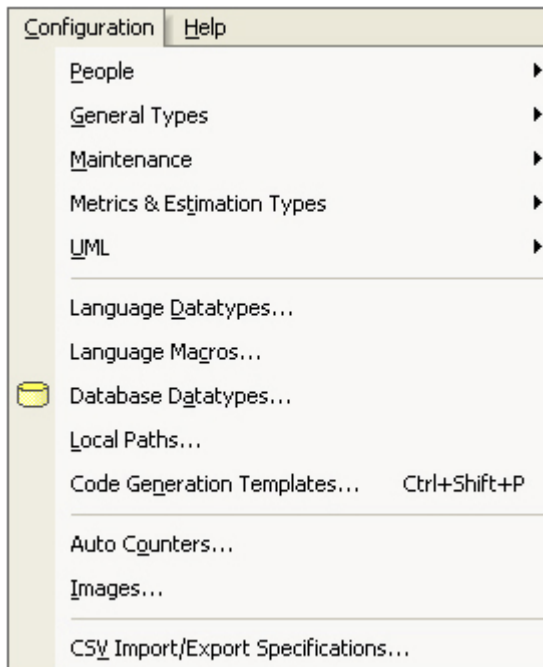 Configuration Help
People
General Types
Maintenance
Metrics & Estimation Types
UML
Language Datatypes...
Language Macros...
Database Datatypes...
Local Paths...
Code Generation Templates... Ctrl+Shift+P
Auto Counters...
Images...
CSV Import/Export Specifications...